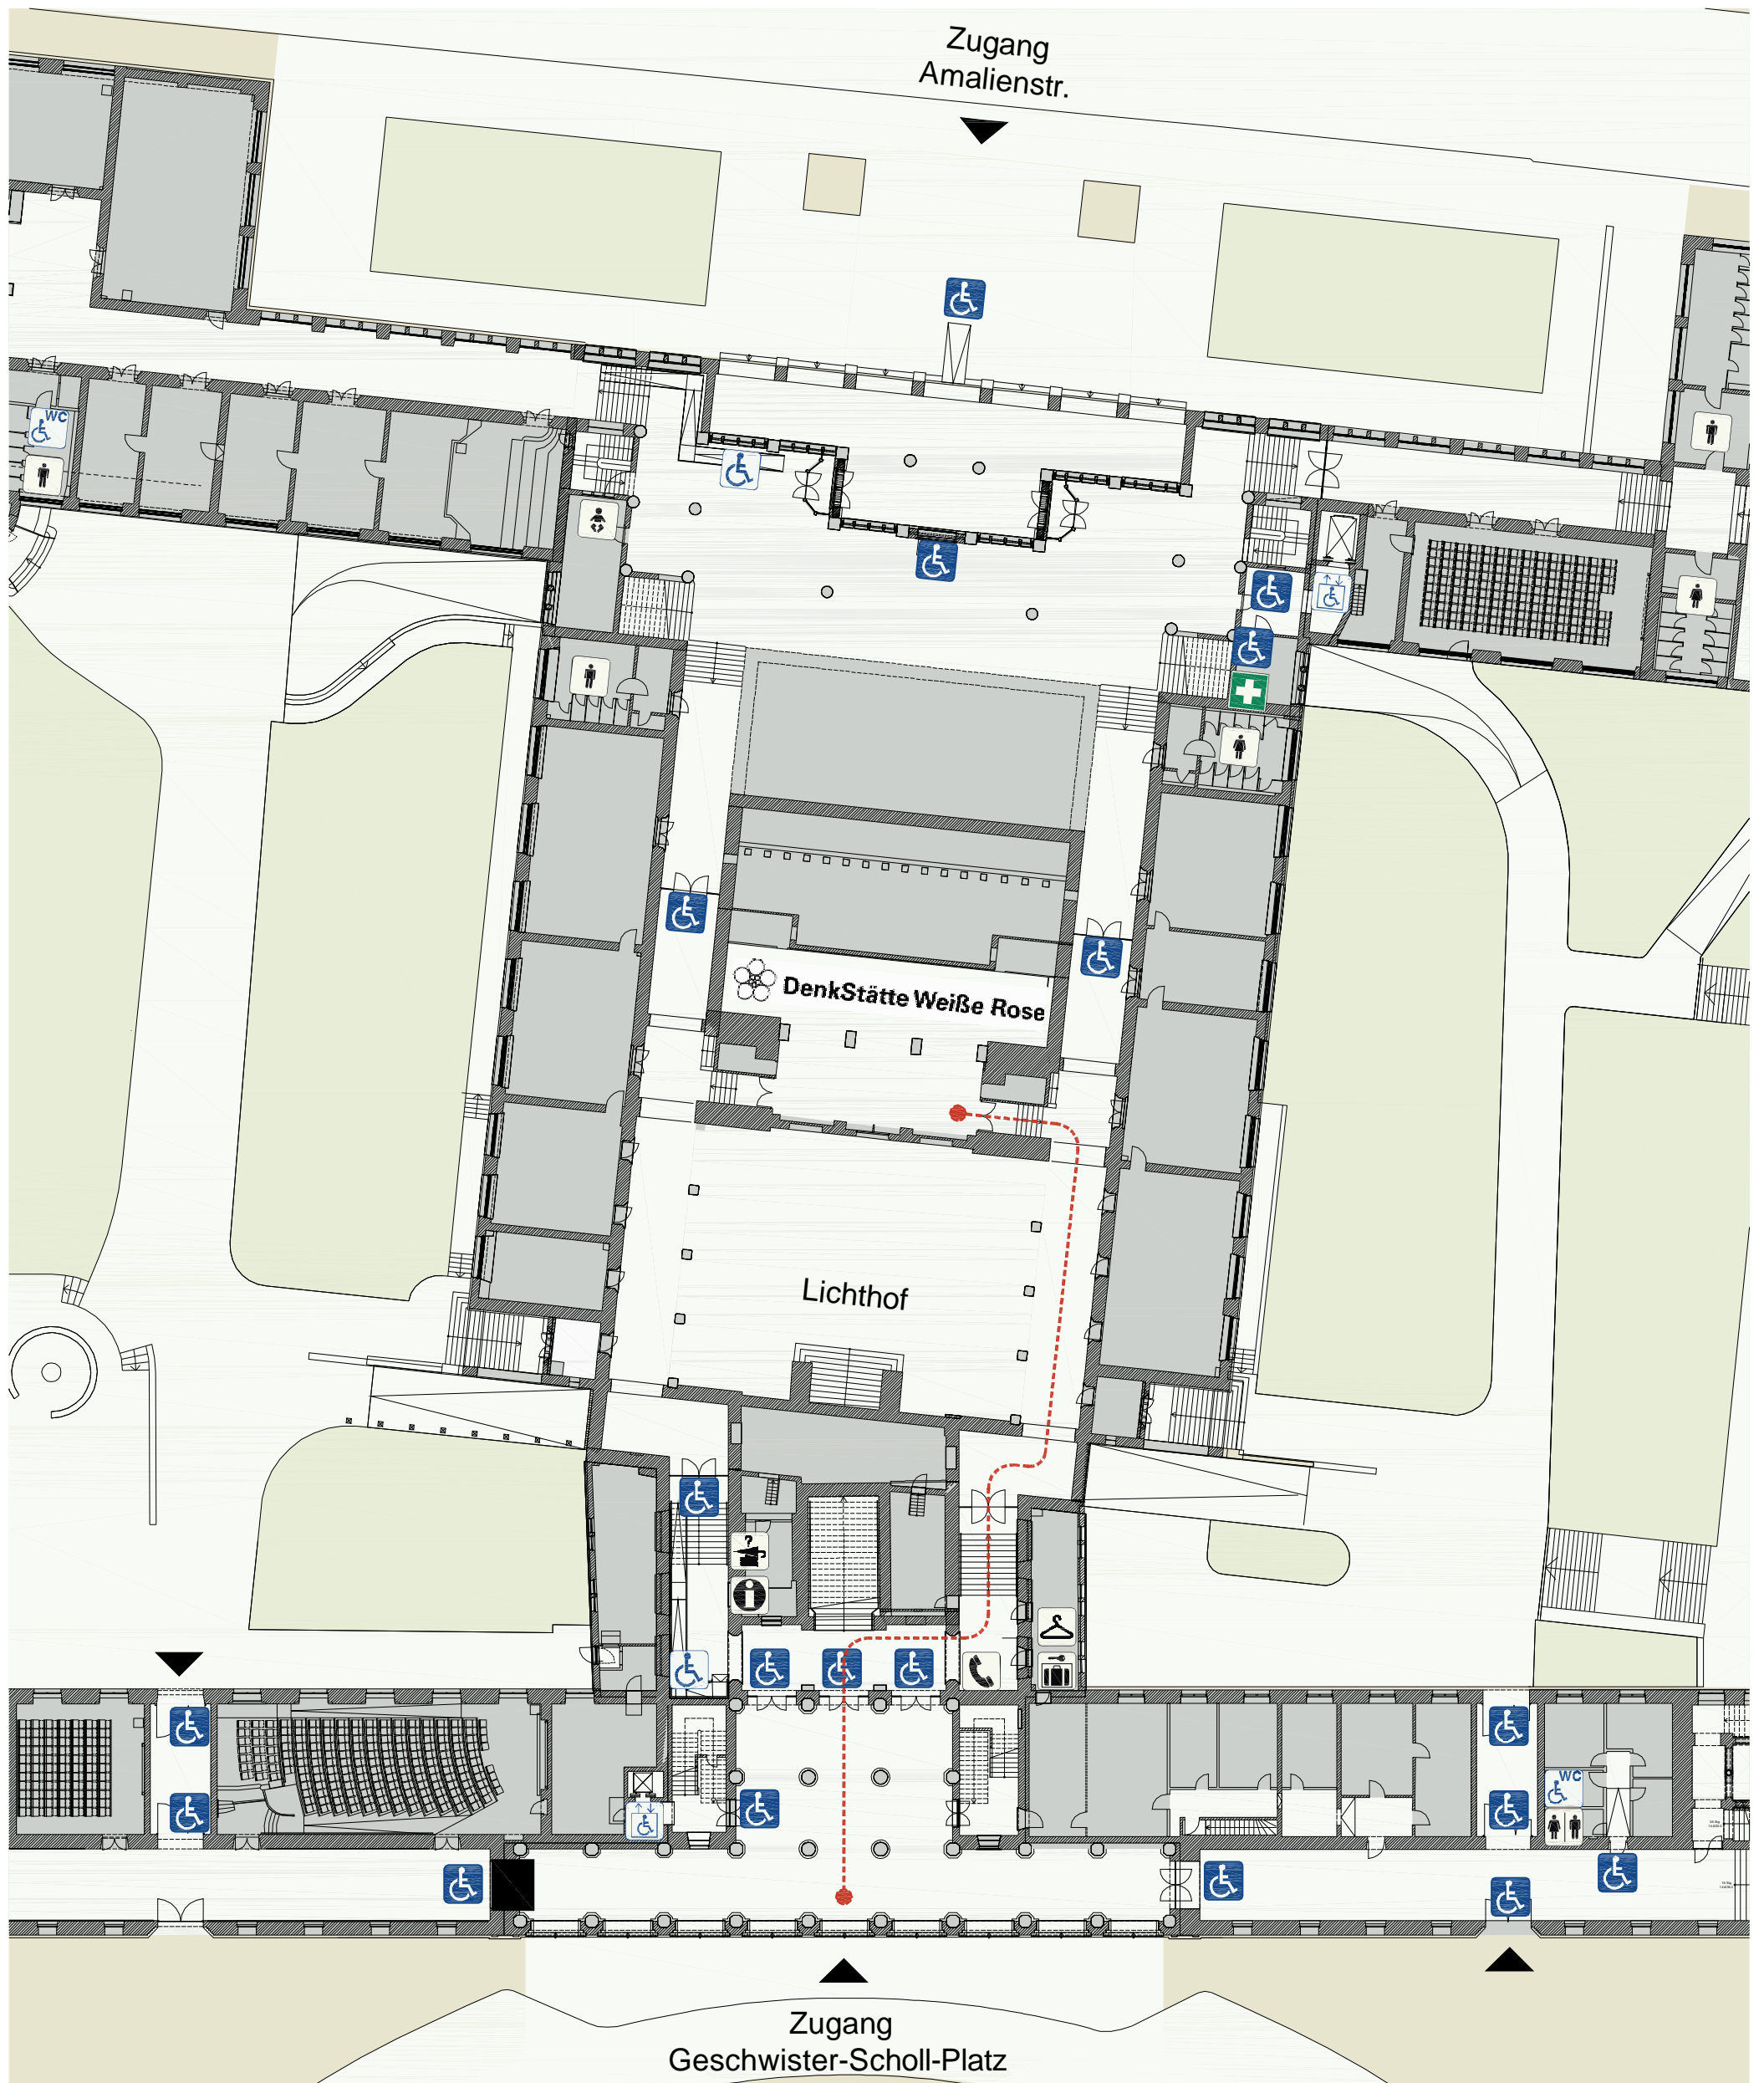 Zugang
Amalienstr.
WC
DenkStätte Weiße Rose
Lichthof
?
i
WC
Zugang
Geschwister-Scholl-Platz